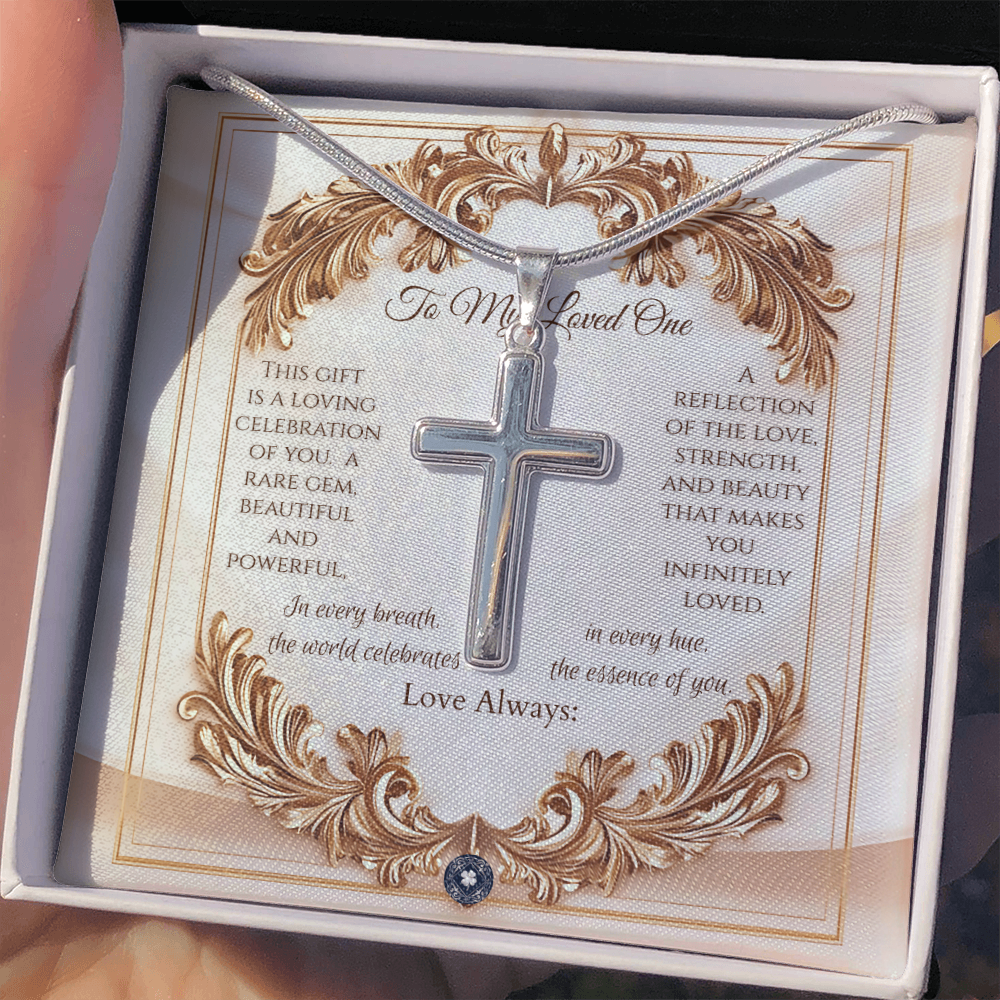 To My Loved One
THIS GIFT
IS A LOVING
CELEBRATION
OF YOU. A
RARE GEM,
BEAUTIFUL
AND
POWERFUL,
A
REFLECTION
OF THE LOVE,
STRENGTH,
AND BEAUTY
THAT MAKES
YOU
INFINITELY
LOVED.
In every breath,
the world celebrates
in every hue,
the essence of you.
Love Always: